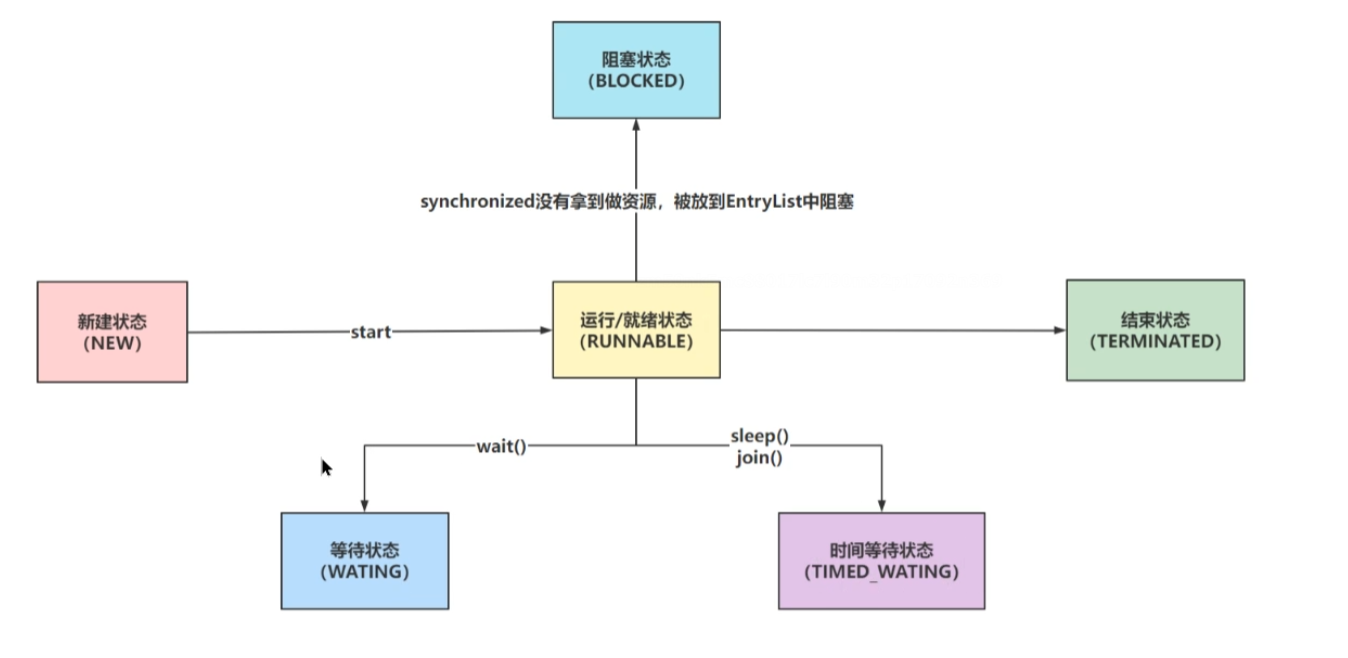 阻塞状态
（BLOCKED）
synchronized没有拿到做资源，被放到EntryList中阻塞
新建状态
（NEW）
start
运行/就绪状态
（RUNNABLE）
结束状态
（TERMINATED）
wait()
sleep()
join()
等待状态
（WATING）
时间等待状态
（TIMED_WATING）